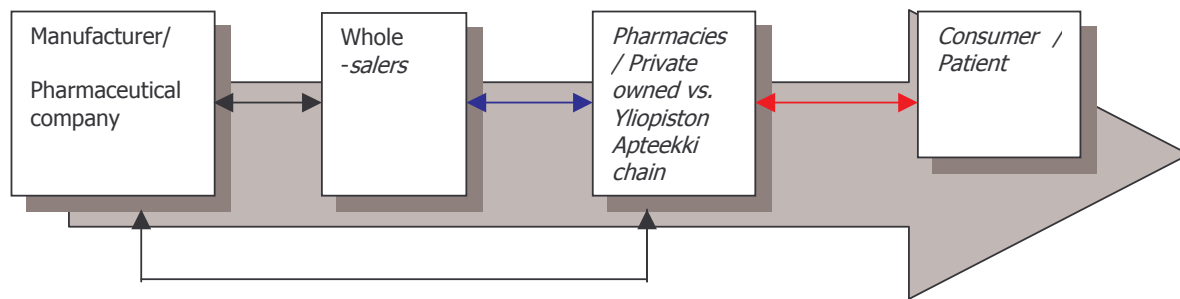 Manufacturer/
Pharmaceutical
company
Whole
-salers
Pharmacies
/ Private
owned vs.
Yliopiston
Apteekki
chain
Consumer /
Patient